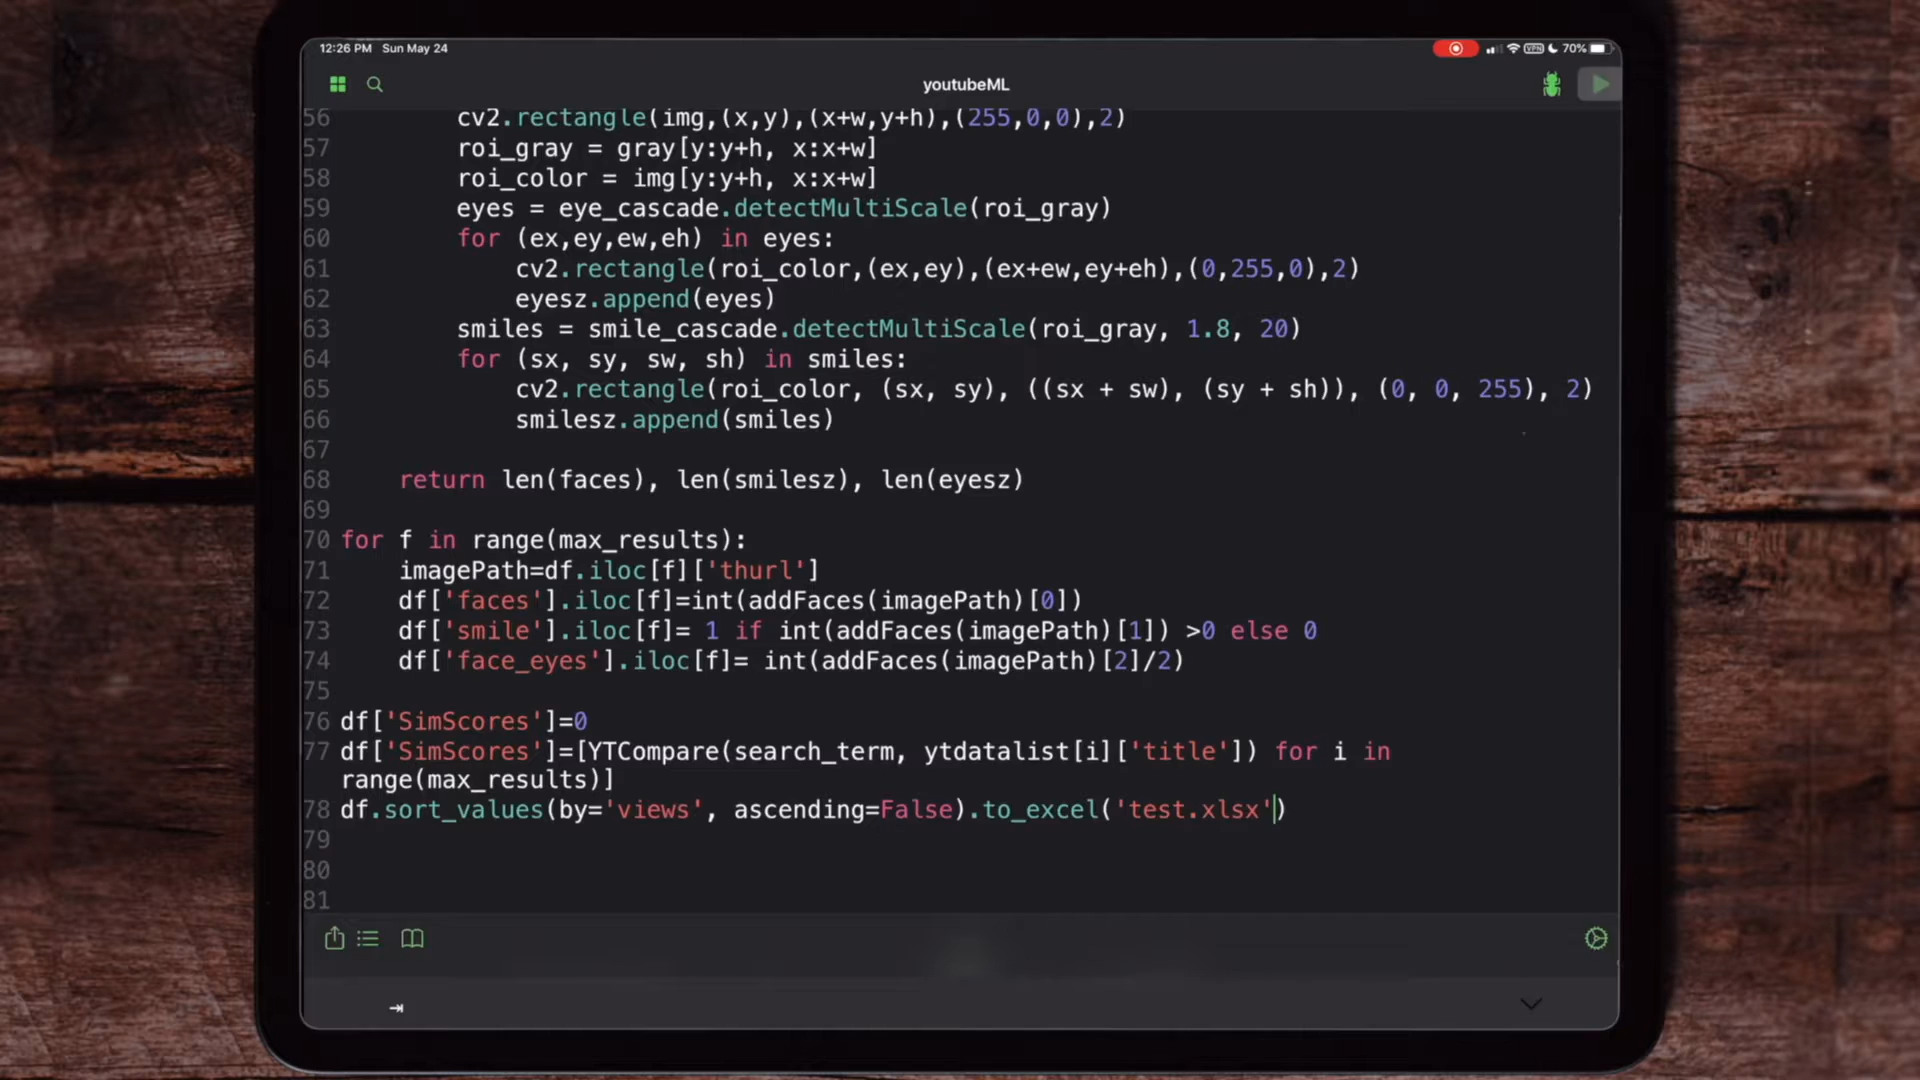 12:26 PM Sun May 24
VPN 70%
youtubeML
56 cv2.rectangle(img,(x,y),(x+w,y+h),(255,0,0),2)
57 roi_gray = gray[y:y+h, x:x+w]
58 roi_color = img[y:y+h, x:x+w]
59 eyes = eye_cascade.detectMultiScale(roi_gray)
60 for (ex,ey,ew,eh) in eyes:
61 cv2.rectangle(roi_color,(ex,ey),(ex+ew,ey+eh),(0,255,0),2)
62 eyesz.append(eyes)
63 smiles = smile_cascade.detectMultiScale(roi_gray, 1.8, 20)
64 for (sx, sy, sw, sh) in smiles:
65 cv2.rectangle(roi_color, (sx, sy), ((sx + sw), (sy + sh)), (0, 0, 255), 2)
66 smilesz.append(smiles)
67
68 return len(faces), len(smilesz), len(eyesz)
69
70 for f in range(max_results):
71 imagePath=df.iloc[f]['thurl']
72 df['faces'].iloc[f]=int(addFaces(imagePath)[0])
73 df['smile'].iloc[f]= 1 if int(addFaces(imagePath)[1]) >0 else 0
74 df['face_eyes'].iloc[f]= int(addFaces(imagePath)[2]/2)
75
76 df['SimScores']=0
77 df['SimScores']=[YTCompare(search_term, ytdatalist[i]['title']) for i in
range(max_results)]
78 df.sort_values(by='views', ascending=False).to_excel('test.xlsx')
79
80
81